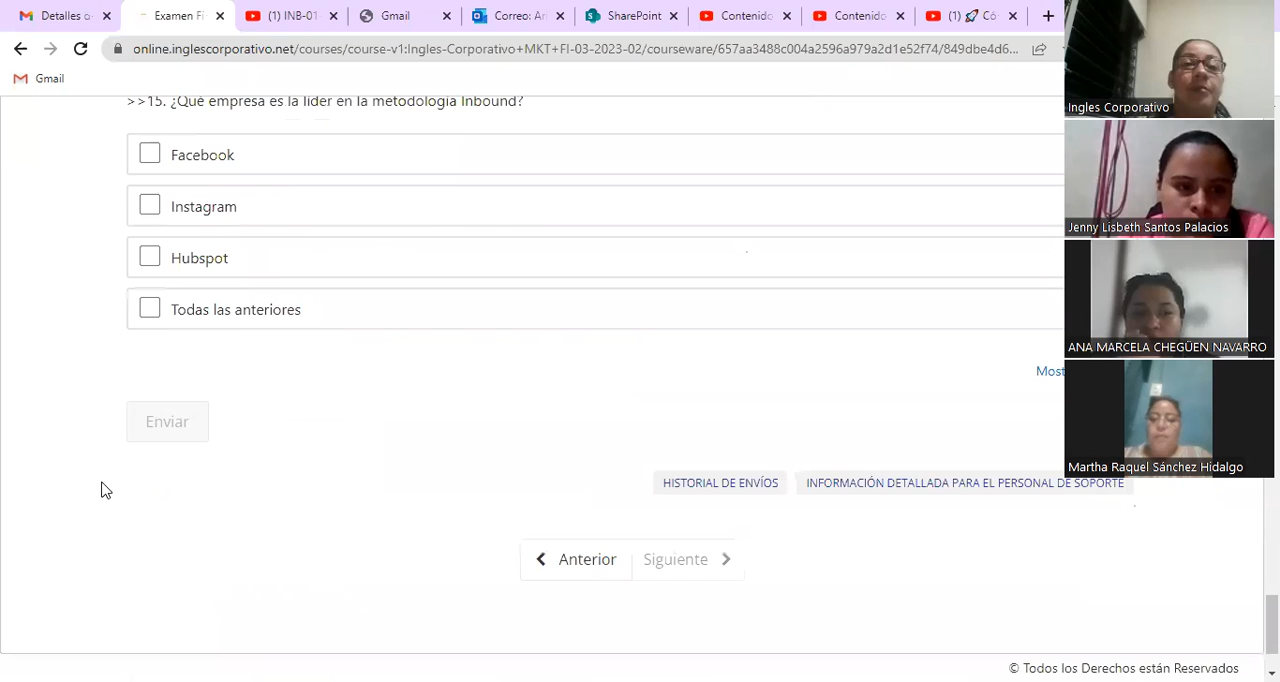 Detalles d
Examen Fi
(1) INB-01
Gmail
Correo: An
SharePoint
Contenido
Contenido
(1) 🚀 Có
online.inglescorporativo.net/courses/course-v1:Ingles-Corporativo+MKT+FI-03-2023-02/courseware/657aa3488c004a2596a979a2d1e52f74/849dbe4d6...
Gmail
>>15. ¿Qué empresa es la líder en la metodología Inbound?
Facebook
Instagram
Hubspot
Todas las anteriores
Most
Enviar
HISTORIAL DE ENVÍOS
INFORMACIÓN DETALLADA PARA EL PERSONAL DE SOPORTE
Anterior
Siguiente
© Todos los Derechos están Reservados
Ingles Corporativo
Jenny Lisbeth Santos Palacios
ANA MARCELA CHEGÜEN NAVARRO
Martha Raquel Sánchez Hidalgo